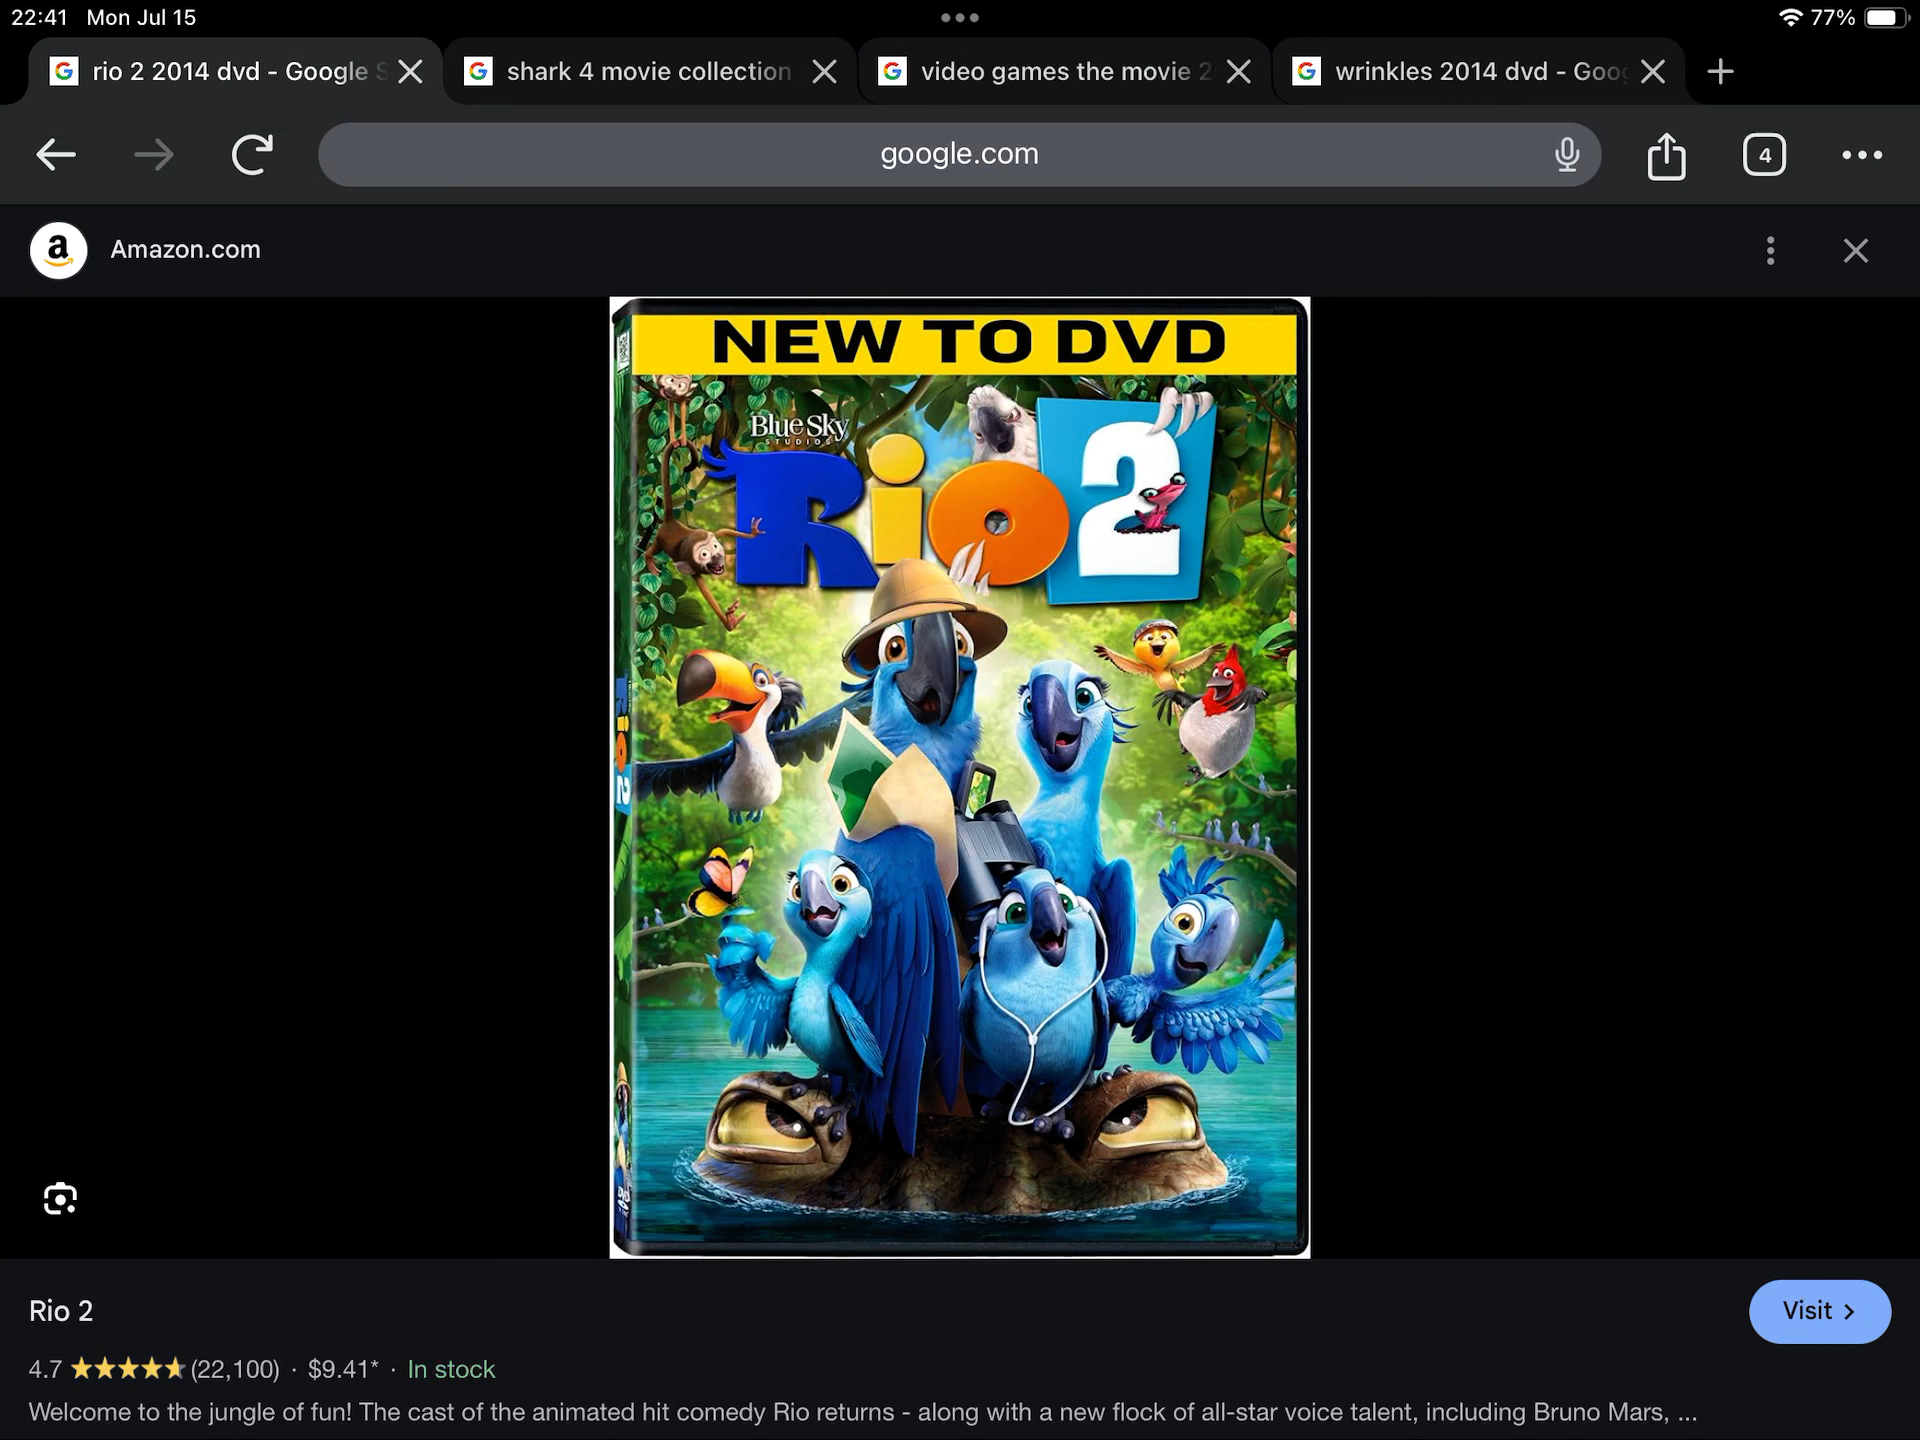 22:41 Mon Jul 15
77%
rio 2 2014 dvd - Google S
shark 4 movie collection
video games the movie 2
wrinkles 2014 dvd - Goog
google.com
4
Amazon.com
NEW TO DVD
Blue Sky
STUDIOS
Rio 2
Rio 2
Rio 2
Visit
4.7 (22,100) · $9.41* · In stock
Welcome to the jungle of fun! The cast of the animated hit comedy Rio returns - along with a new flock of all-star voice talent, including Bruno Mars, ...